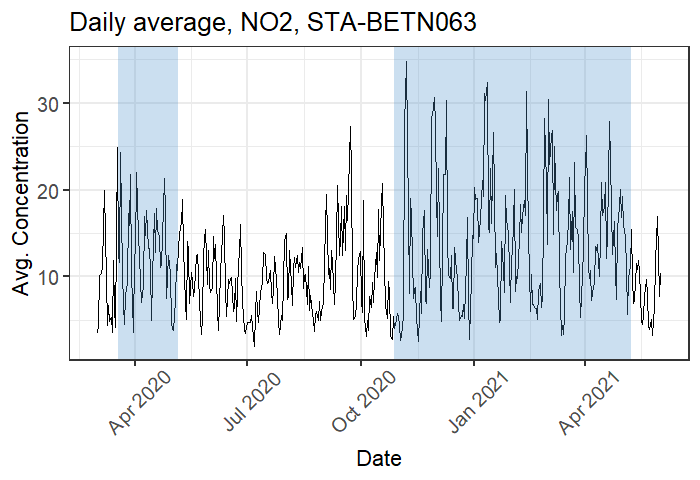 Daily average, NO2, STA-BETN063
Avg. Concentration
30
20
10
Apr 2020
Jul 2020
Oct 2020
Jan 2021
Apr 2021
Date